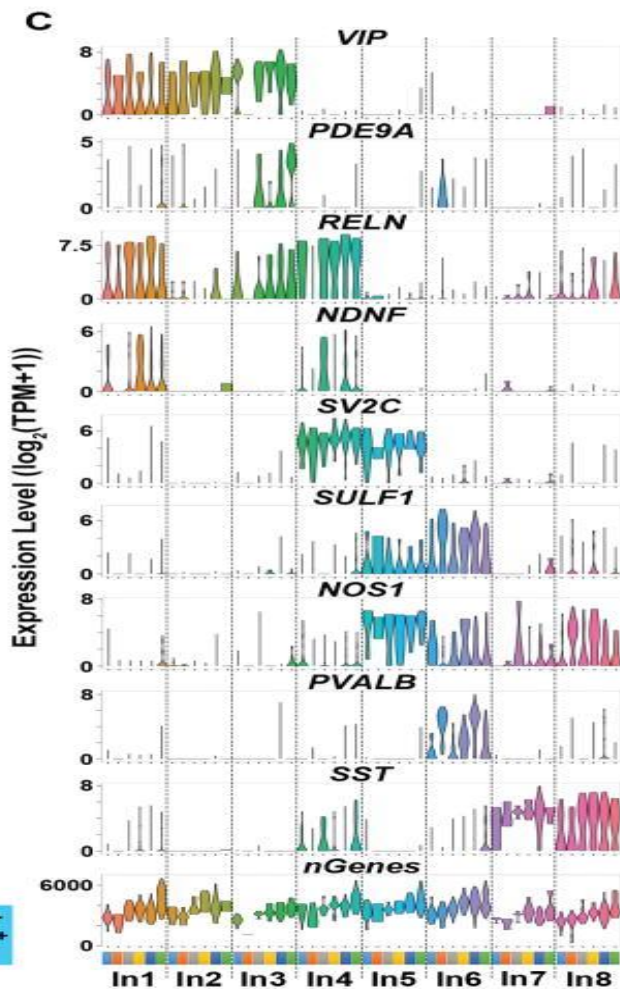 C
VIP
8
0
PDE9A
5
0
RELN
7.5
0
NDNF
6
0
SV2C
6
0
SULF1
6
0
NOS1
8
0
PVALB
8
0
SST
8
0
nGenes
6000
0
Expression Level (log₂(TPM+1))
In1 In2 In3 In4 In5 In6 In7 In8